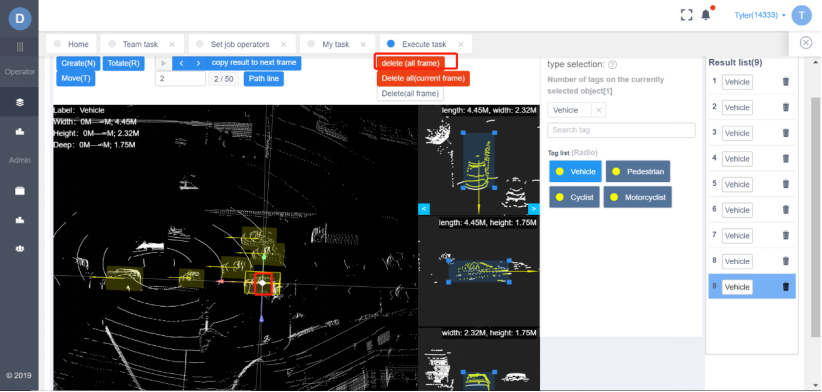 D
Tyler(14333)
T
Home
Team task
Set job operators
My task
Execute task
Operator
Admin
© 2019
Create(N)
Totate(R)
copy result to next frame
delete (all frame)
Move(T)
2
2 / 50
Path line
Delete all(current frame)
Delete(all frame)
Label: Vehicle
Width: 0M—∞M; 4.45M
Height: 0M—∞M; 2.32M
Deep: 0M—∞M; 1.75M
length: 4.45M, width: 2.32M
length: 4.45M, height: 1.75M
width: 2.32M, height: 1.75M
type selection:
Number of tags on the currently
selected object[1]
Vehicle
Search tag
Tag list (Radio)
Vehicle
Pedestrian
Cyclist
Motorcyclist
Result list(9)
1 Vehicle
2 Vehicle
3 Vehicle
4 Vehicle
5 Vehicle
6 Vehicle
7 Vehicle
8 Vehicle
9 Vehicle